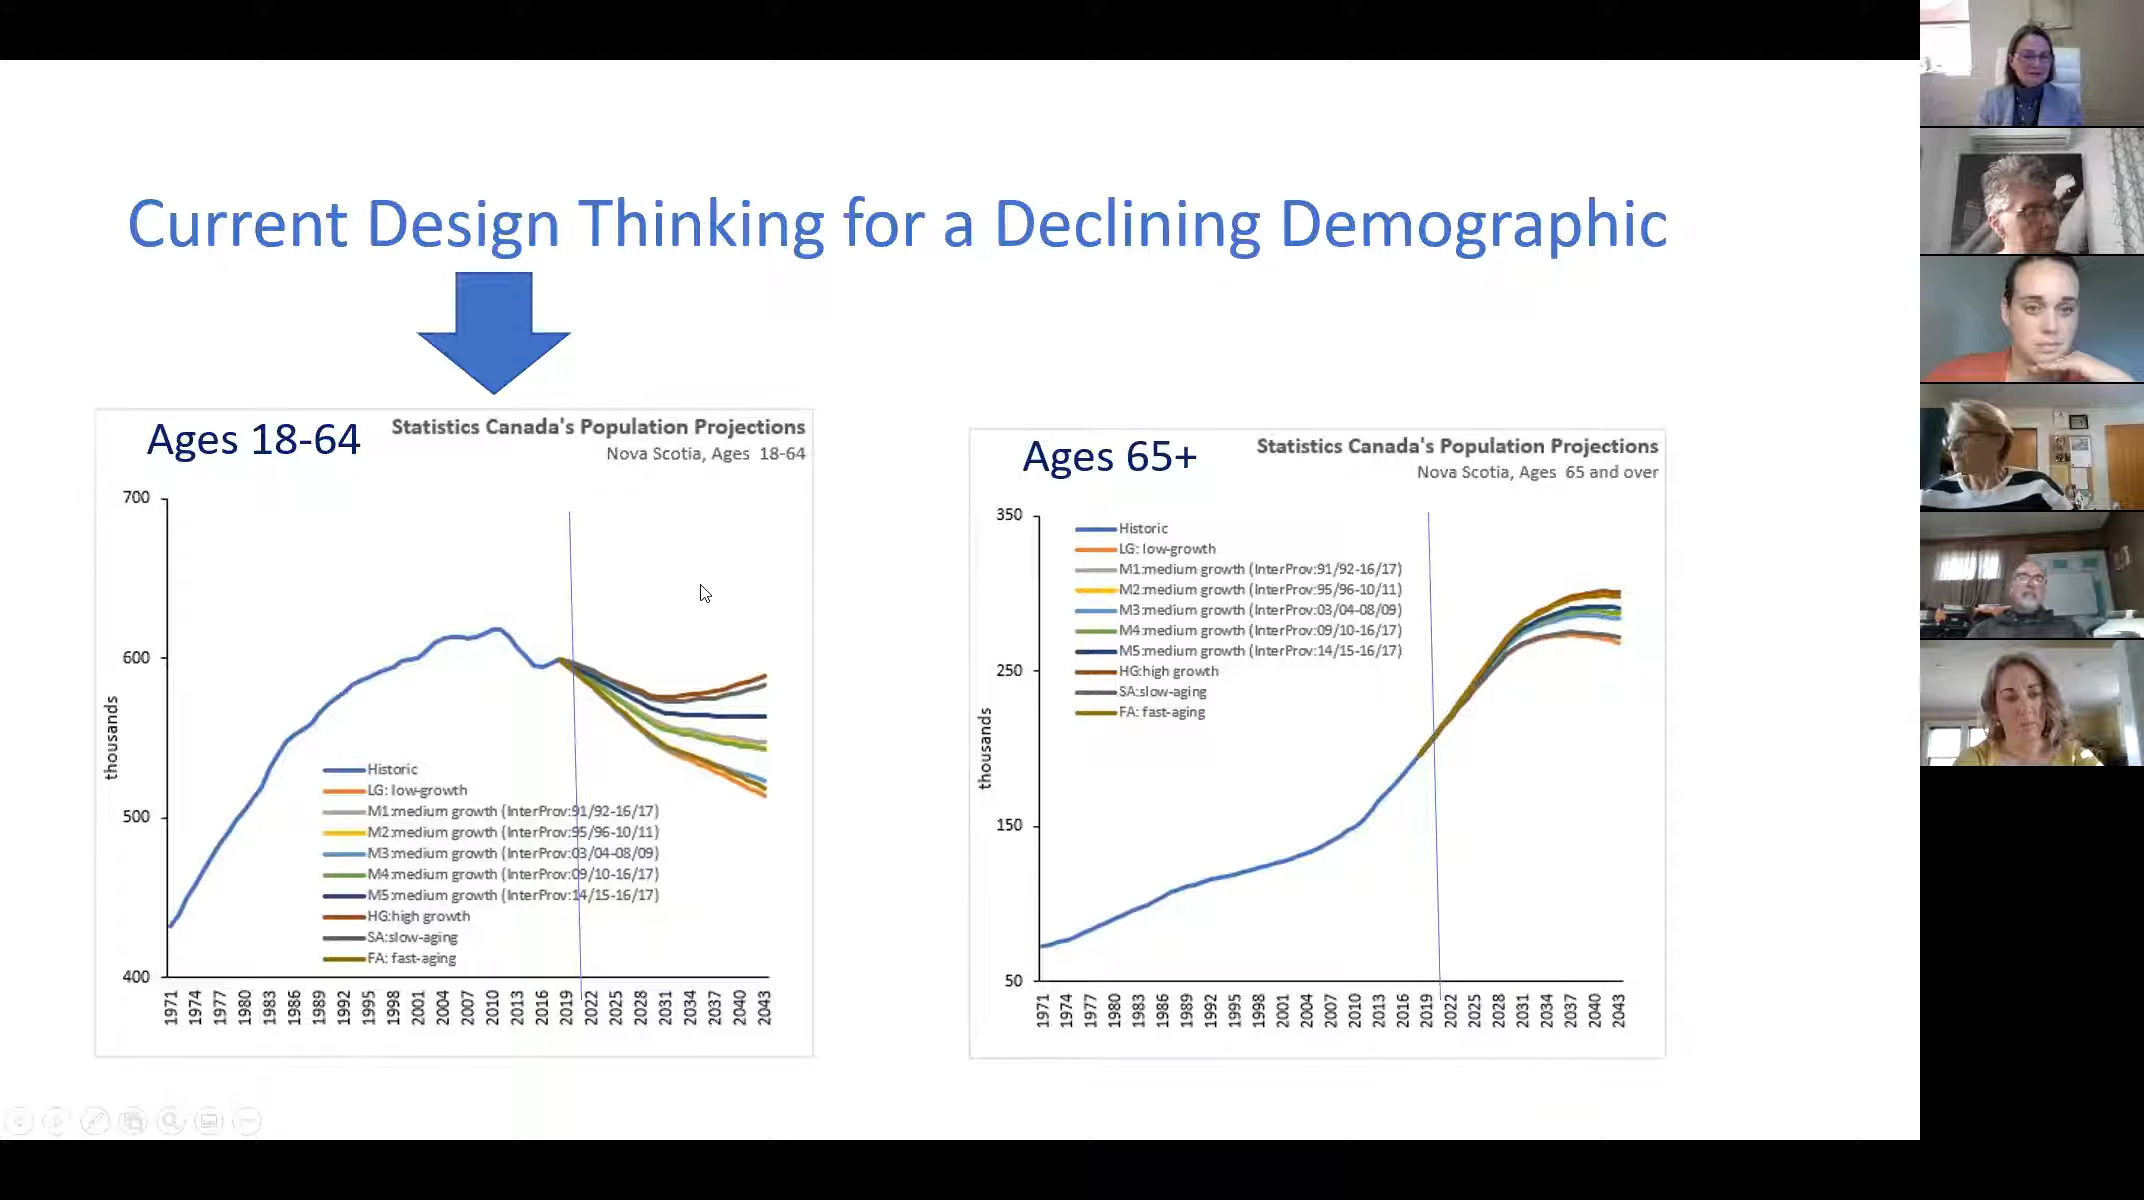 Current Design Thinking for a Declining Demographic
Ages 18-64
Statistics Canada's Population Projections
Nova Scotia, Ages 18-64
700
600
500
400
thousands
Historic
LG: low-growth
M1:medium growth (InterProv:91/92-16/17)
M2:medium growth (InterProv:95/96-10/11)
M3:medium growth (InterProv:03/04-08/09)
M4:medium growth (InterProv:09/10-16/17)
M5:medium growth (InterProv:14/15-16/17)
HG:high growth
SA:slow-aging
FA: fast-aging
1971 1974 1977 1980 1983 1986 1989 1992 1995 1998 2001 2004 2007 2010 2013 2016 2019 2022 2025 2028 2031 2034 2037 2040 2043
Ages 65+
Statistics Canada's Population Projections
Nova Scotia, Ages 65 and over
350
250
150
50
thousands
Historic
LG: low-growth
M1:medium growth (InterProv:91/92-16/17)
M2:medium growth (InterProv:95/96-10/11)
M3:medium growth (InterProv:03/04-08/09)
M4:medium growth (InterProv:09/10-16/17)
M5:medium growth (InterProv:14/15-16/17)
HG:high growth
SA:slow-aging
FA: fast-aging
1971 1974 1977 1980 1983 1986 1989 1992 1995 1998 2001 2004 2007 2010 2013 2016 2019 2022 2025 2028 2031 2034 2037 2040 2043